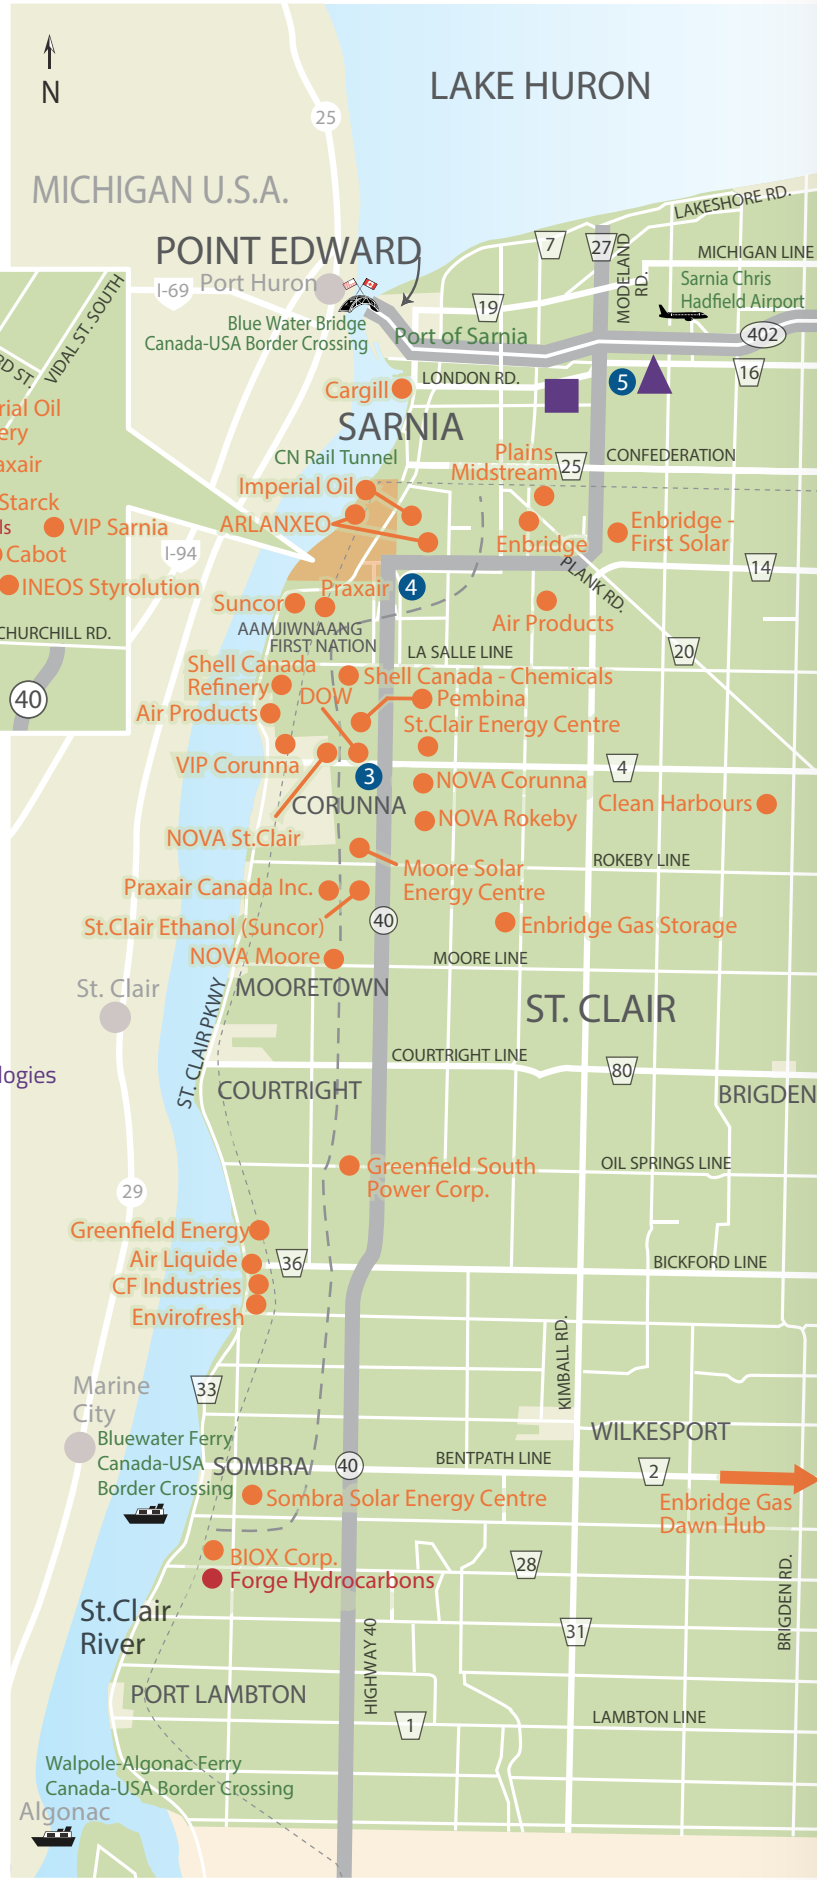 N
LAKE HURON
25
MICHIGAN U.S.A.
LAKESHORE RD.
POINT EDWARD
7
27
MODELAND
RD.
MICHIGAN LINE
I-69
Port Huron
Sarnia Chris
Hadfield Airport
19
VIDAL ST. SOUTH
Blue Water Bridge
Canada-USA Border Crossing
Port of Sarnia
402
RD ST.
Cargill
LONDON RD.
5
16
rial Oil
ery
SARNIA
CN Rail Tunnel
Plains
Midstream
25
CONFEDERATION
axair
Imperial Oil
Starck
ls
VIP Sarnia
ARLANXEO
Enbridge
Enbridge -
First Solar
Cabot
I-94
PLANK RD.
14
INEOS Styrolution
Praxair
4
Suncor
Air Products
CHURCHILL RD.
AAMJIWNAANG
FIRST NATION
LA SALLE LINE
20
Shell Canada
Refinery
Shell Canada - Chemicals
40
DOW
Pembina
Air Products
St.Clair Energy Centre
VIP Corunna
3
4
NOVA Corunna
CORUNNA
Clean Harbours
NOVA Rokeby
NOVA St.Clair
Moore Solar
Energy Centre
ROKEBY LINE
Praxair Canada Inc.
St.Clair Ethanol (Suncor)
40
Enbridge Gas Storage
NOVA Moore
MOORE LINE
St. Clair
MOORETOWN
ST. CLAIR
ST. CLAIR PKWY
COURTRIGHT LINE
logies
80
COURTRIGHT
BRIGDEN
Greenfield South
Power Corp.
OIL SPRINGS LINE
29
Greenfield Energy
Air Liquide
36
BICKFORD LINE
CF Industries
Envirofresh
KIMBALL RD.
Marine
City
33
WILKESPORT
Bluewater Ferry
Canada-USA
Border Crossing
SOMBRA
40
BENTPATH LINE
2
Sombra Solar Energy Centre
Enbridge Gas
Dawn Hub
BIOX Corp.
28
Forge Hydrocarbons
BRIGDEN RD.
St.Clair
River
31
HIGHWAY 40
PORT LAMBTON
1
LAMBTON LINE
Walpole-Algonac Ferry
Canada-USA Border Crossing
Algonac